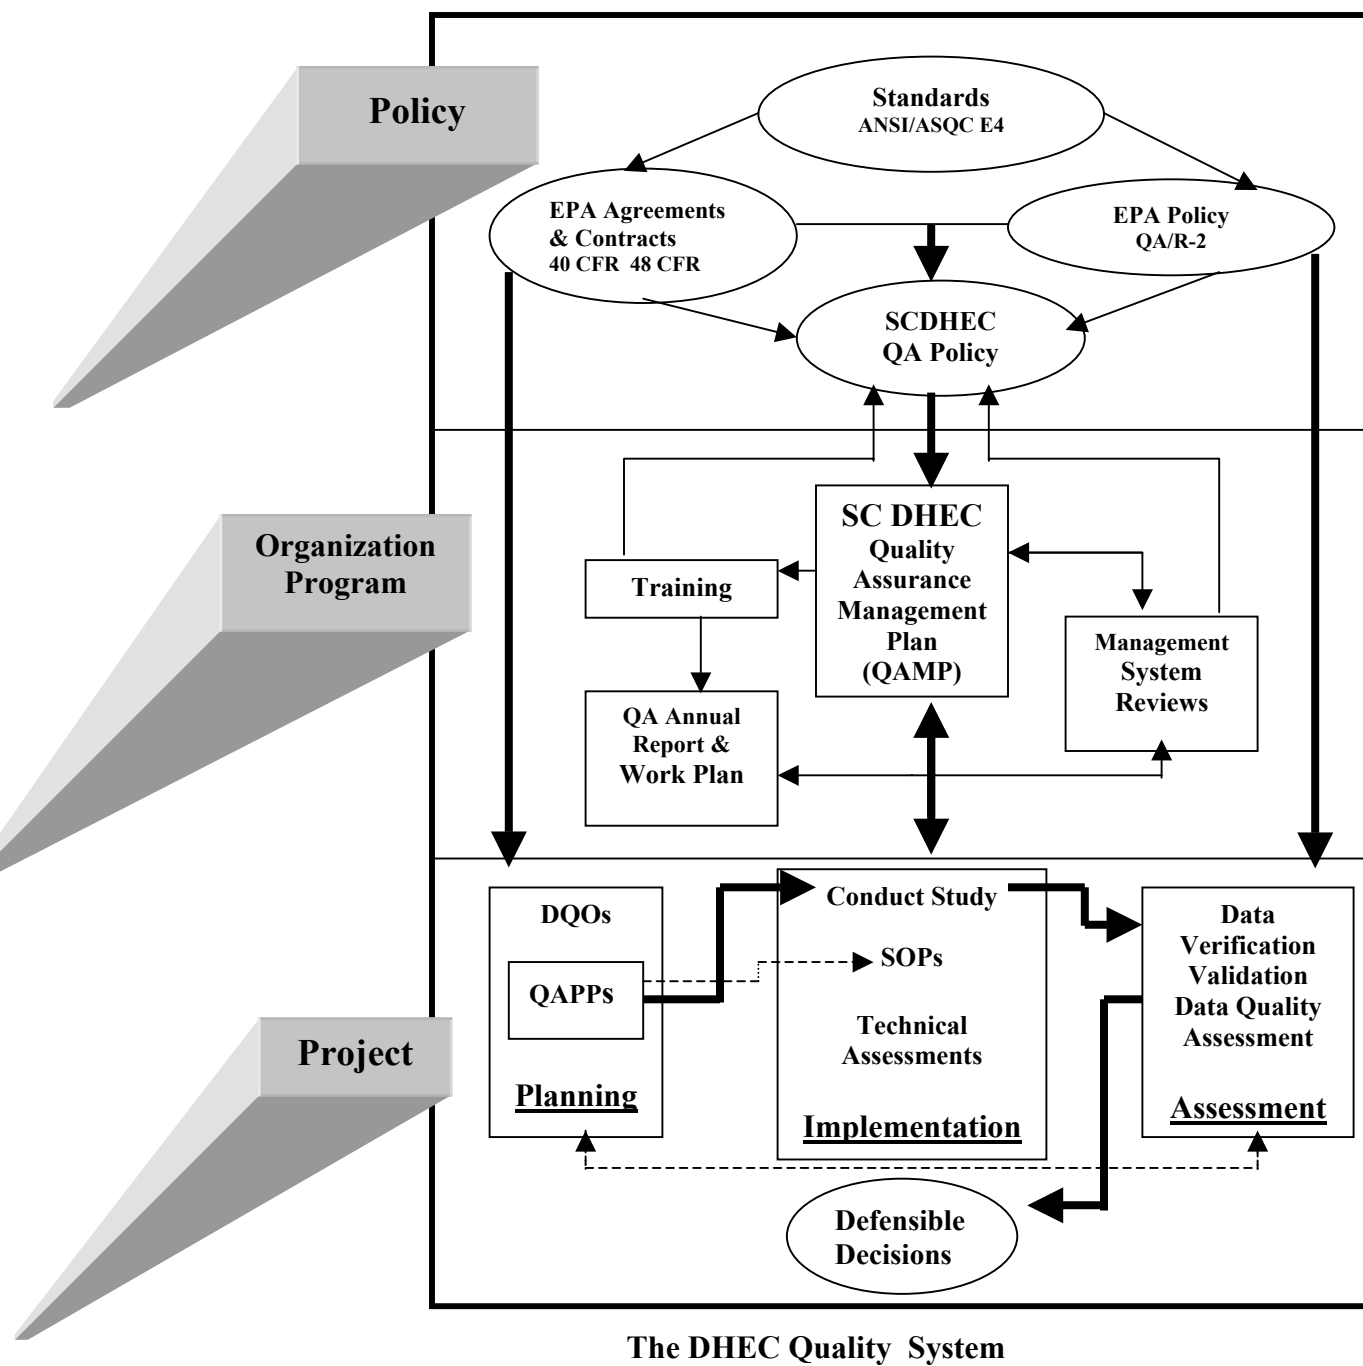 Policy
Standards
ANSI/ASQC E4
EPA Agreements
& Contracts
40 CFR 48 CFR
EPA Policy
QA/R-2
SCDHEC
QA Policy
Organization
Program
SC DHEC
Quality
Assurance
Management
Plan
(QAMP)
Training
Management
System
Reviews
QA Annual
Report &
Work Plan
Project
DQOs
QAPPs
Planning
Conduct Study
SOPs
Technical
Assessments
Implementation
Data
Verification
Validation
Data Quality
Assessment
Assessment
Defensible
Decisions
The DHEC Quality System